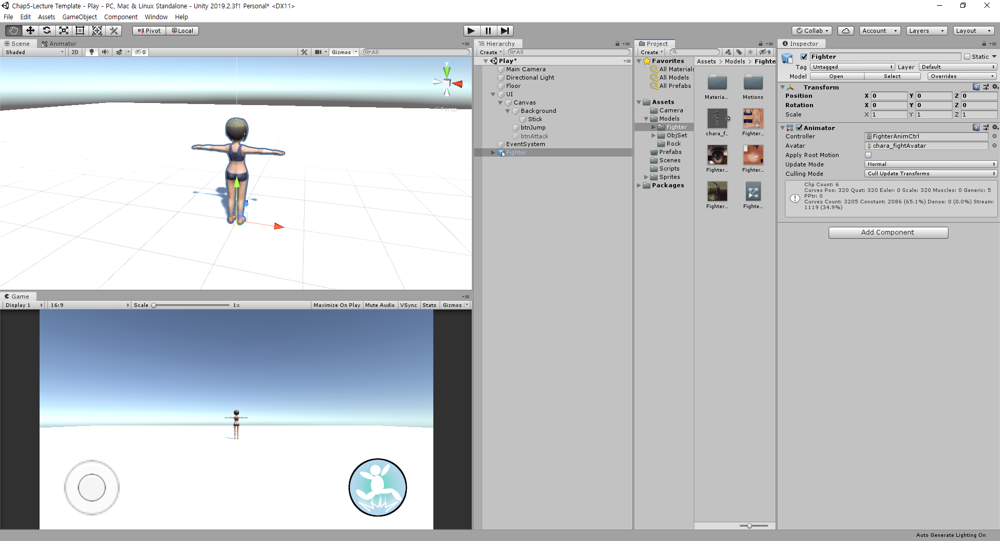 Chap5-Lecture Template - Play - PC, Mac & Linux Standalone - Unity 2019.2.3f1 Personal* <DX11>
File Edit Assets GameObject Component Window Help
Pivot Local
Collab Account Layers Layout
Scene Animator
Shaded 2D 0 Gizmos All
y
Persp
Game
Display 1 16:9 Scale 1x Maximize On Play Mute Audio VSync Stats Gizmos
Hierarchy
Create All
Play*
Main Camera
Directional Light
Floor
UI
Canvas
Background
Stick
btnJump
btnAttack
EventSystem
Fighter
Project
Create 9
Favorites
All Materials
All Models
All Prefabs
Assets
Camera
Models
Fighter
ObjSet
Rock
Prefabs
Scenes
Scripts
Sprites
Packages
Assets > Models > Fighte
Materia... Motions
chara_f... Fighter...
Fighter... Fighter...
Fighter... Fighte...
Inspector
Fighter Static
Tag Untagged Layer Default
Model Open Select Overrides
Transform
Position X 0 Y 0 Z 0
Rotation X 0 Y 0 Z 0
Scale X 1 Y 1 Z 1
Animator
Controller FighterAnimCtrl
Avatar chara_fightAvatar
Apply Root Motion
Update Mode Normal
Culling Mode Cull Update Transforms
Clip Count: 6
Curves Pos: 320 Quat: 320 Euler: 0 Scale: 320 Muscles: 0 Generic: 5
PPtr: 0
Curves Count: 3205 Constant: 2086 (65.1%) Dense: 0 (0.0%) Stream:
1119 (34.9%)
Add Component
Auto Generate Lighting On